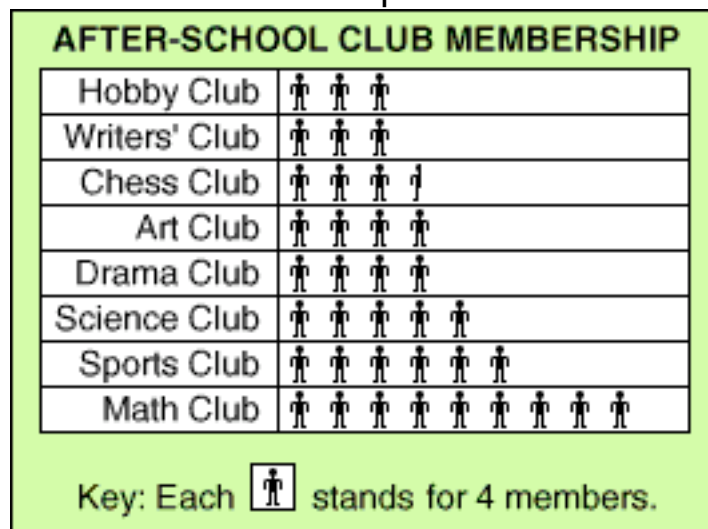 AFTER-SCHOOL CLUB MEMBERSHIP
Hobby Club
Writers' Club
Chess Club
Art Club
Drama Club
Science Club
Sports Club
Math Club
Key: Each stands for 4 members.